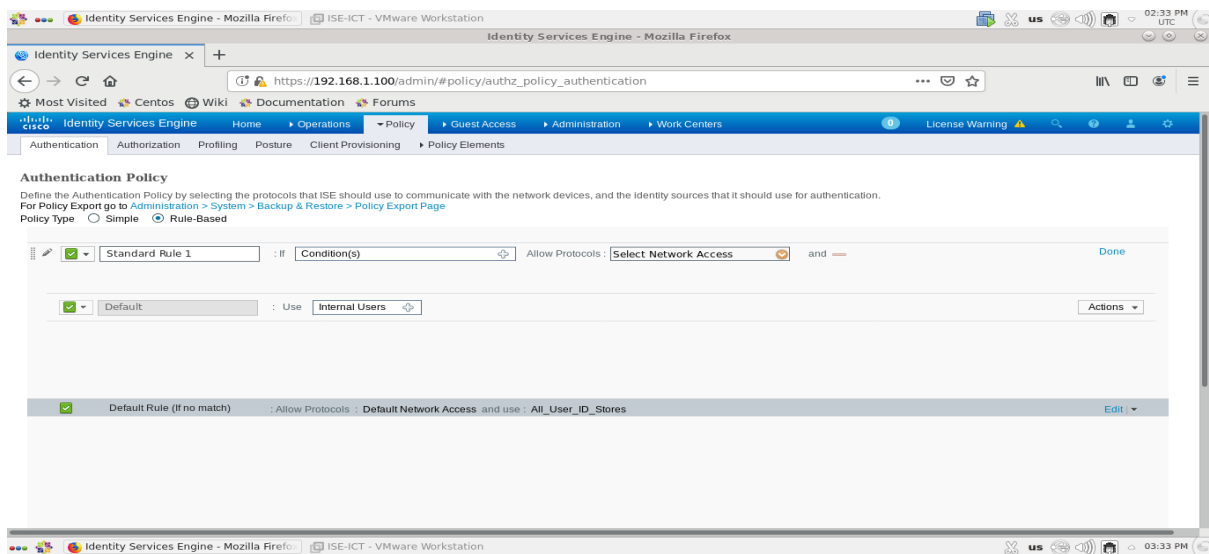 Identity Services Engine - Mozilla Firefo
ISE-ICT - VMware Workstation
us
02:33 PM
UTC
Identity Services Engine - Mozilla Firefox
Identity Services Engine
https://192.168.1.100/admin/#policy/authz_policy_authentication
Most Visited Centos Wiki Documentation Forums
cisco Identity Services Engine Home Operations Policy Guest Access Administration Work Centers 0 License Warning
Authentication Authorization Profiling Posture Client Provisioning Policy Elements
Authentication Policy
Define the Authentication Policy by selecting the protocols that ISE should use to communicate with the network devices, and the identity sources that it should use for authentication.
For Policy Export go to Administration > System > Backup & Restore > Policy Export Page
Policy Type Simple Rule-Based
Standard Rule 1 : If Condition(s) Allow Protocols : Select Network Access and Done
Default : Use Internal Users Actions
Default Rule (If no match) : Allow Protocols : Default Network Access and use : All_User_ID_Stores Edit |
Identity Services Engine - Mozilla Firefo
ISE-ICT - VMware Workstation
us
03:33 PM